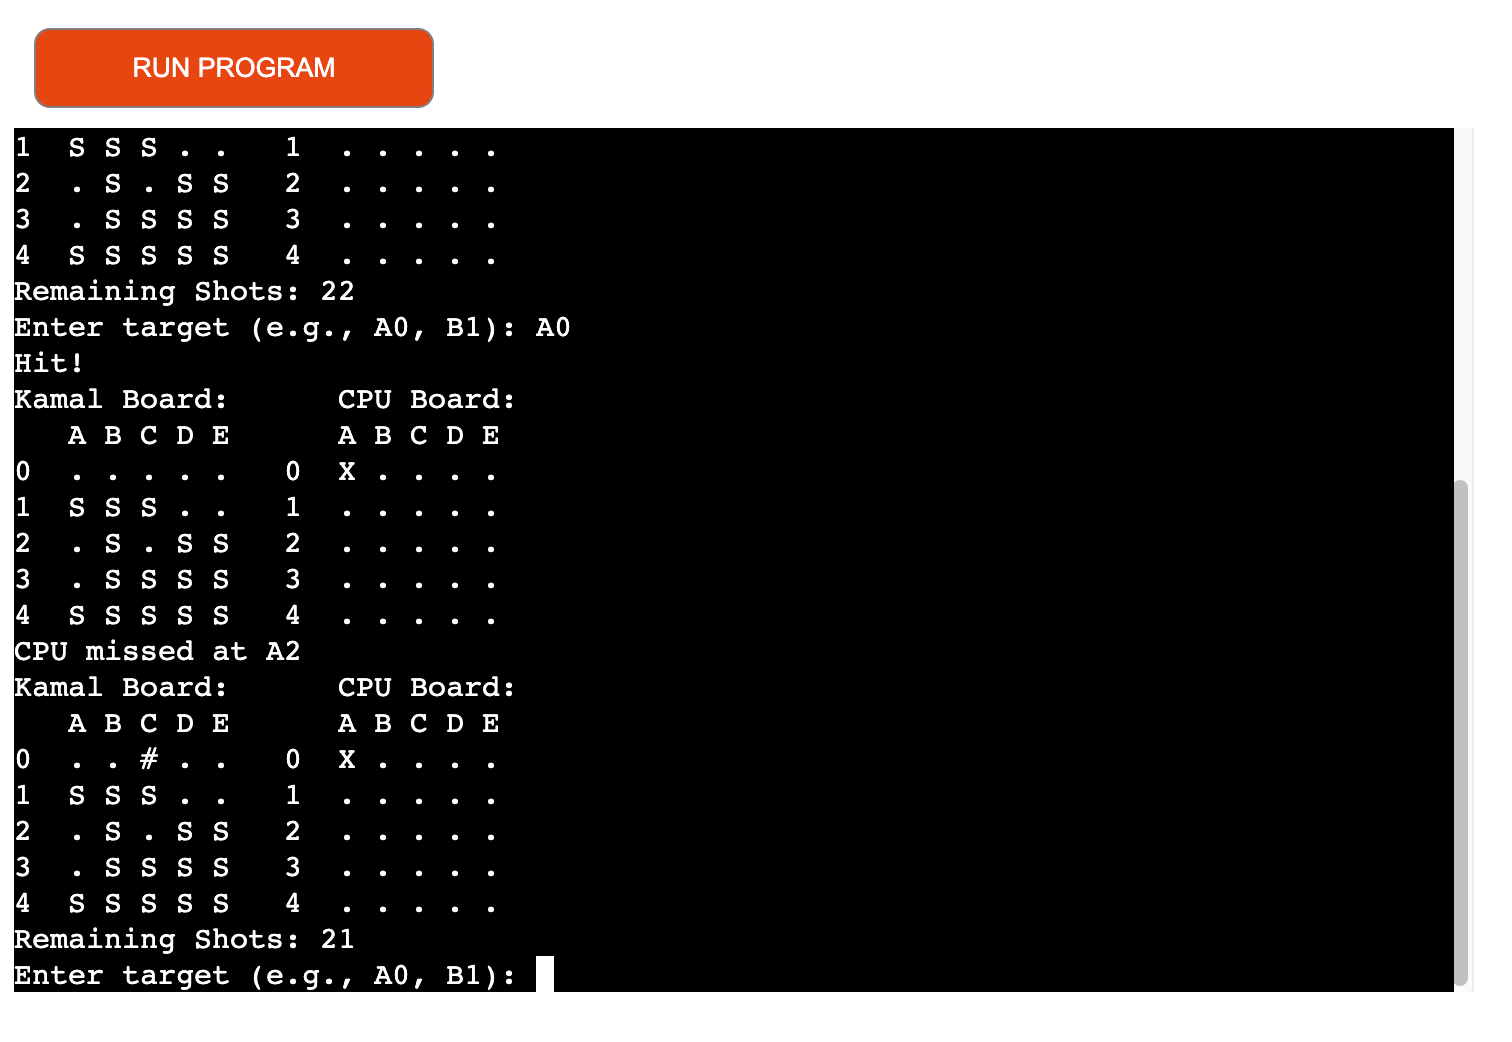 RUN PROGRAM
1  S S S . .   1  . . . . .
2  . S . S S   2  . . . . .
3  . S S S S   3  . . . . .
4  S S S S S   4  . . . . .
Remaining Shots: 22
Enter target (e.g., A0, B1): A0
Hit!
Kamal Board:      CPU Board:
   A B C D E      A B C D E
0  . . . . .   0  X . . . .
1  S S S . .   1  . . . . .
2  . S . S S   2  . . . . .
3  . S S S S   3  . . . . .
4  S S S S S   4  . . . . .
CPU missed at A2
Kamal Board:      CPU Board:
   A B C D E      A B C D E
0  . . # . .   0  X . . . .
1  S S S . .   1  . . . . .
2  . S . S S   2  . . . . .
3  . S S S S   3  . . . . .
4  S S S S S   4  . . . . .
Remaining Shots: 21
Enter target (e.g., A0, B1):